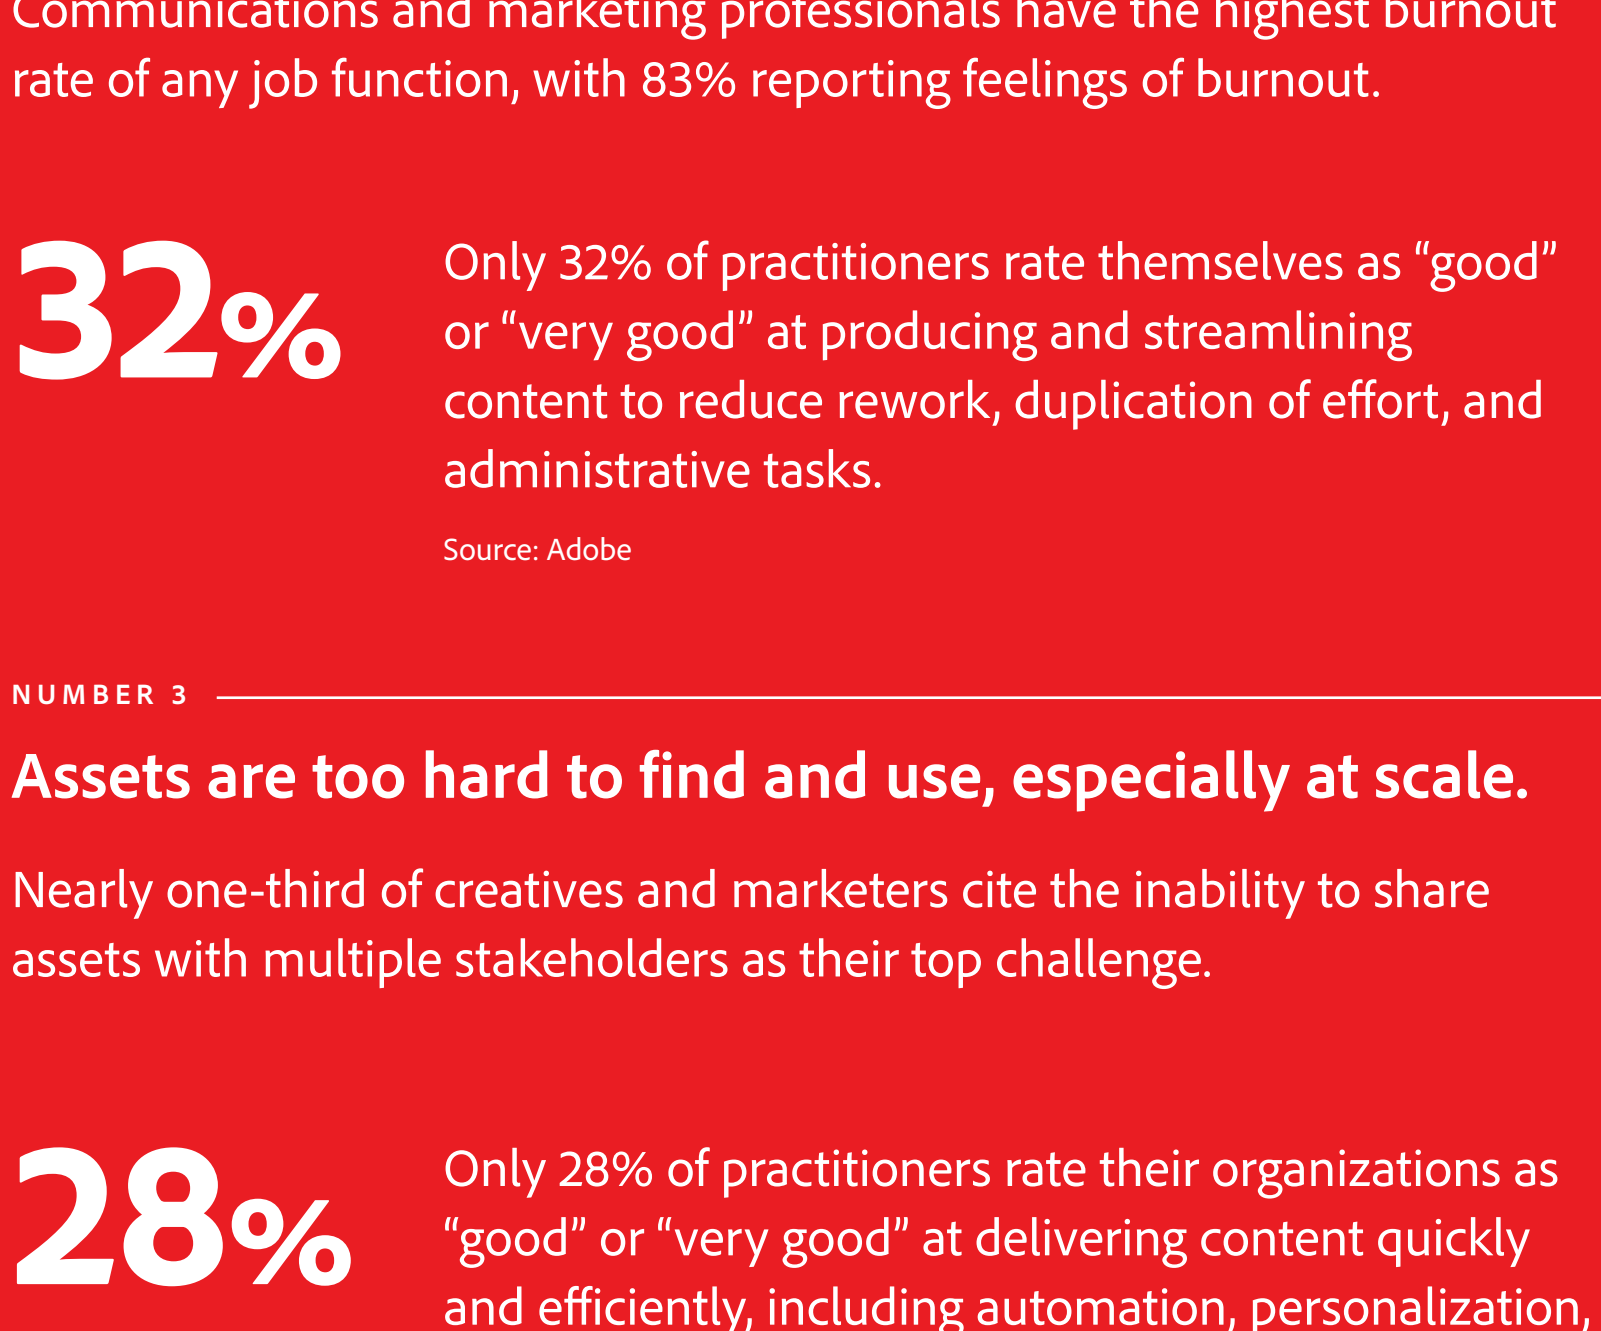 Communications and marketing professionals have the highest burnout
rate of any job function, with 83% reporting feelings of burnout.
32%
Only 32% of practitioners rate themselves as “good”
or “very good” at producing and streamlining
content to reduce rework, duplication of effort, and
administrative tasks.
Source: Adobe
NUMBER 3
Assets are too hard to find and use, especially at scale.
Nearly one-third of creatives and marketers cite the inability to share
assets with multiple stakeholders as their top challenge.
28%
Only 28% of practitioners rate their organizations as
“good” or “very good” at delivering content quickly
and efficiently, including automation, personalization,